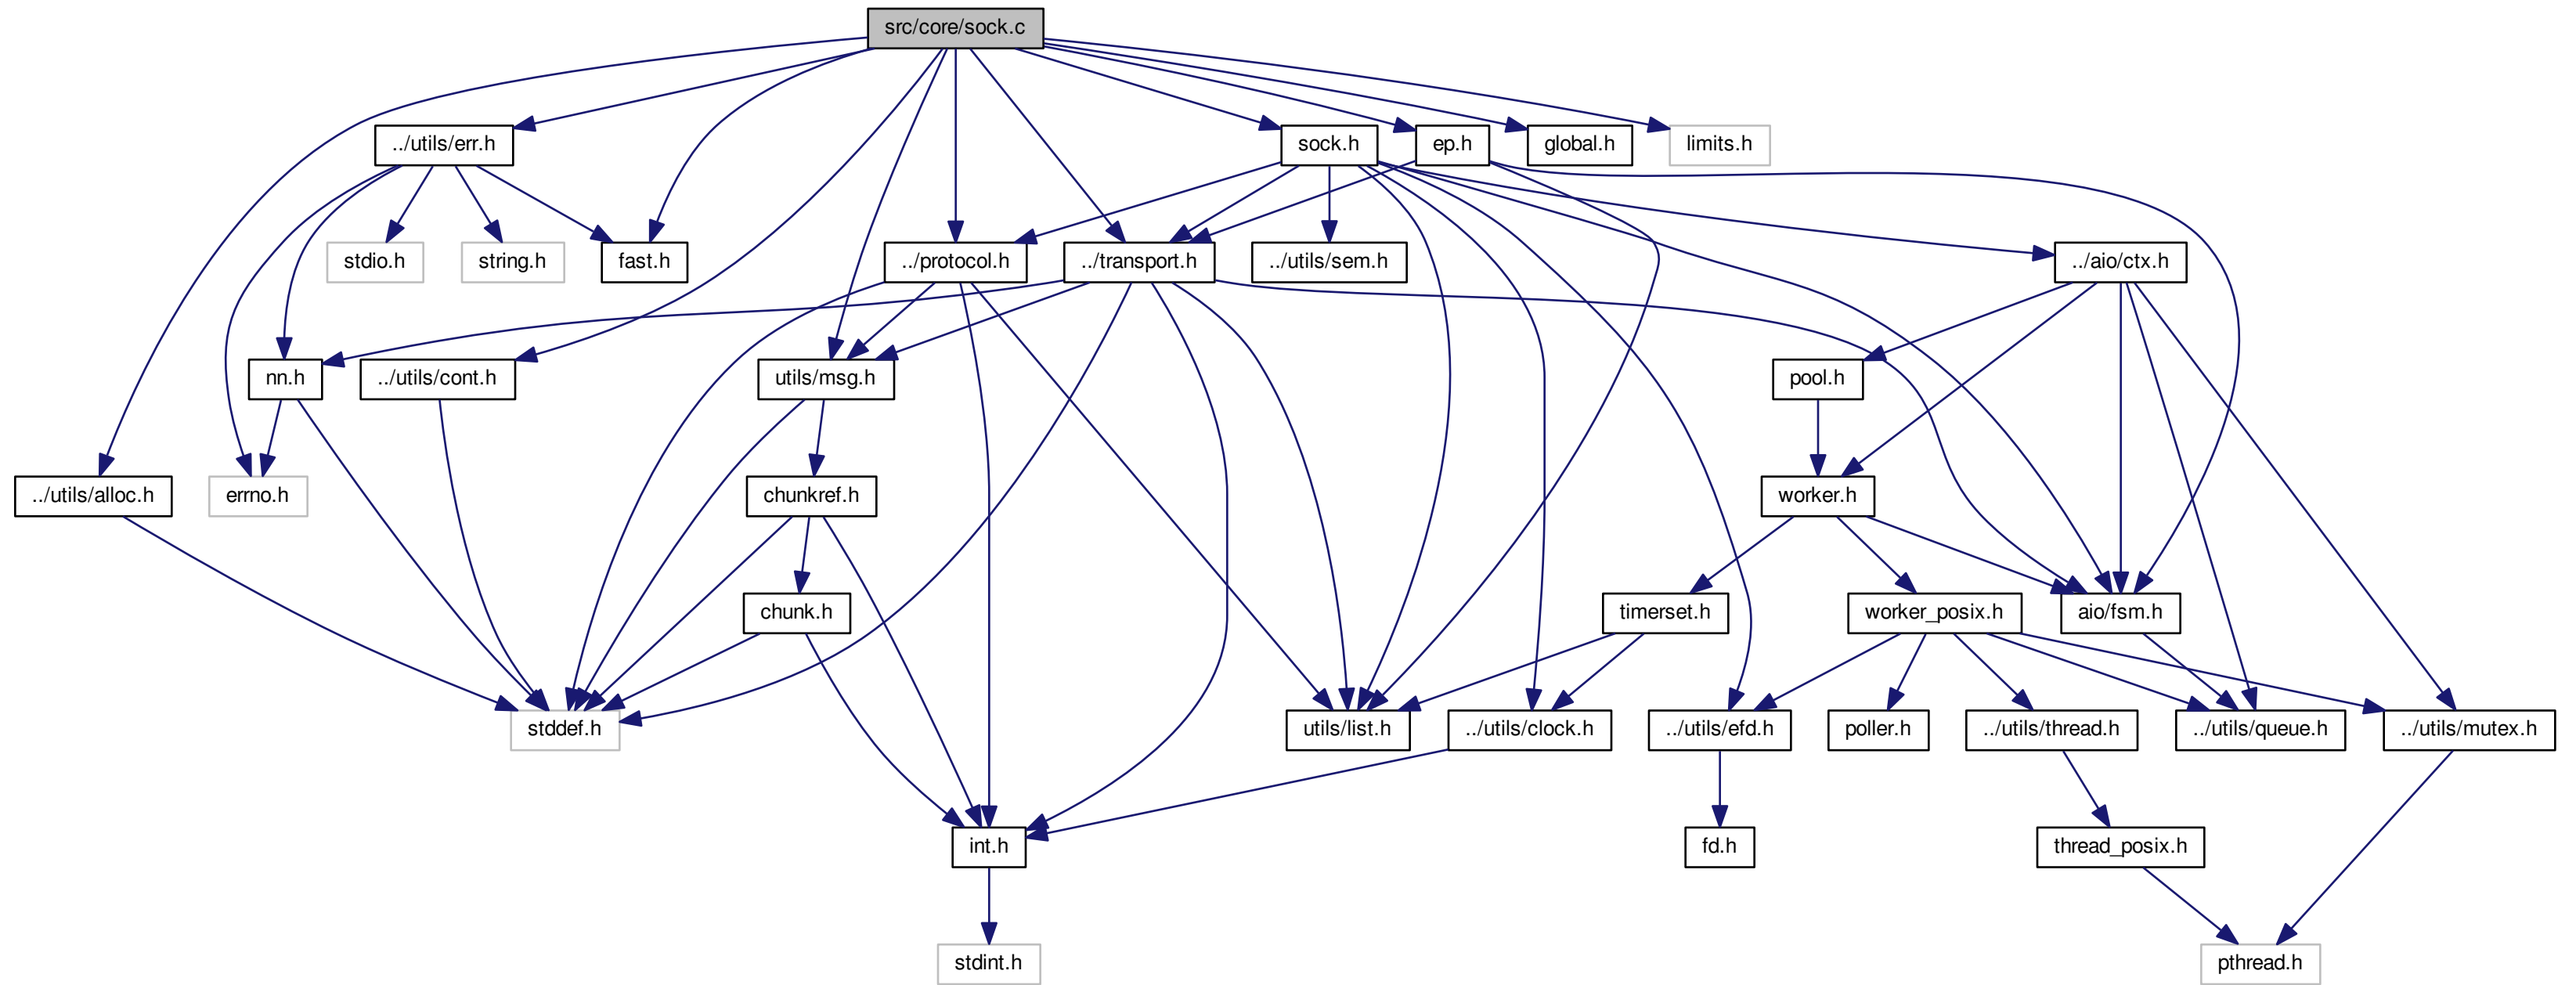 src/core/sock.c
../utils/err.h
sock.h
ep.h
global.h
limits.h
stdio.h
string.h
fast.h
../protocol.h
../transport.h
../utils/sem.h
../aio/ctx.h
nn.h
../utils/cont.h
utils/msg.h
pool.h
../utils/alloc.h
errno.h
chunkref.h
worker.h
chunk.h
timerset.h
worker_posix.h
aio/fsm.h
stddef.h
utils/list.h
../utils/clock.h
../utils/efd.h
poller.h
../utils/thread.h
../utils/queue.h
../utils/mutex.h
int.h
fd.h
thread_posix.h
stdint.h
pthread.h